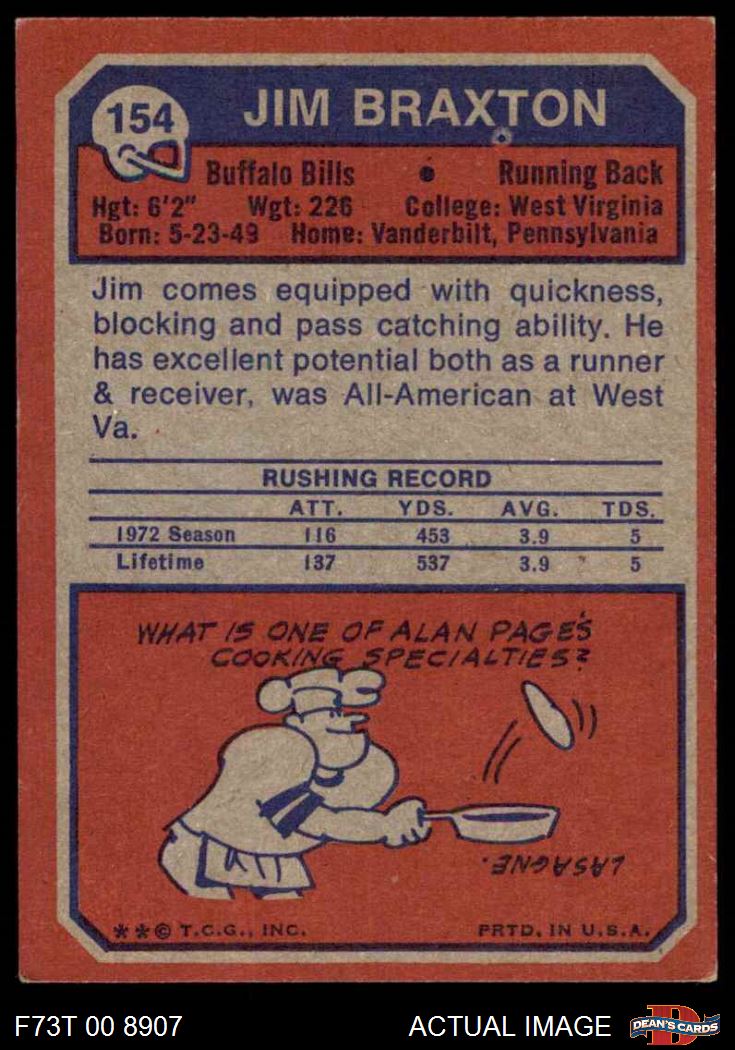 154
JIM BRAXTON
Buffalo Bills • Running Back
Hgt: 6'2" Wgt: 226 College: West Virginia
Born: 5-23-49 Home: Vanderbilt, Pennsylvania
Jim comes equipped with quickness,
blocking and pass catching ability. He
has excellent potential both as a runner
& receiver, was All-American at West
Va.
RUSHING RECORD
ATT. YDS. AVG. TDS.
1972 Season 116 453 3.9 5
Lifetime 137 537 3.9 5
WHAT IS ONE OF ALAN PAGE'S
COOKING SPECIALTIES?
LASAGNE.
**© T.C.G., INC. PRTD. IN U.S.A.
F73T 00 8907 ACTUAL IMAGE
D
DEAN'S CARDS